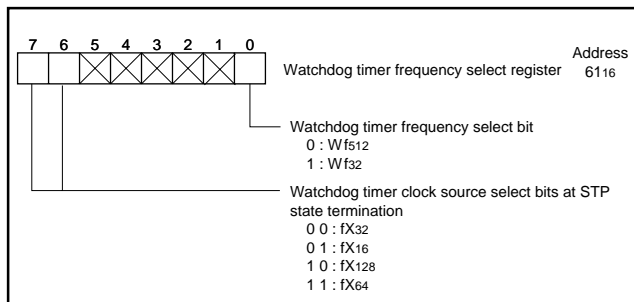 7 6 5 4 3 2 1 0
Address
Watchdog timer frequency select register 6116
Watchdog timer frequency select bit
0 : Wf512
1 : Wf32
Watchdog timer clock source select bits at STP
state termination
0 0 : fX32
0 1 : fX16
1 0 : fX128
1 1 : fX64